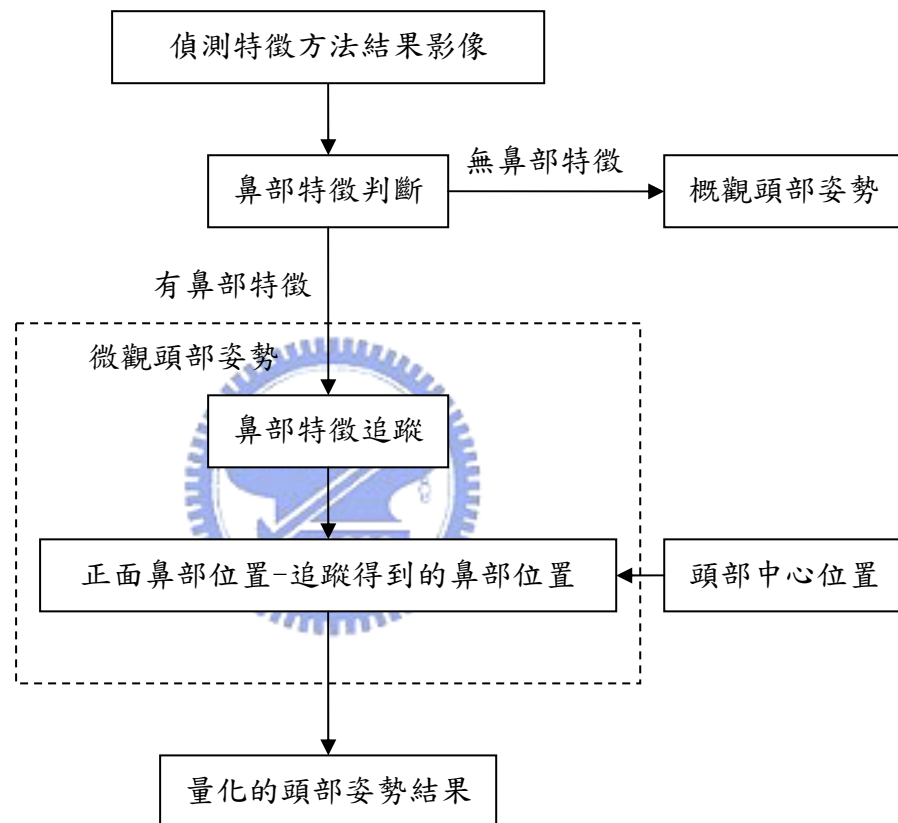 偵測特徵方法結果影像
鼻部特徵判斷
無鼻部特徵
概觀頭部姿勢
有鼻部特徵
微觀頭部姿勢
鼻部特徵追蹤
正面鼻部位置-追蹤得到的鼻部位置
頭部中心位置
量化的頭部姿勢結果